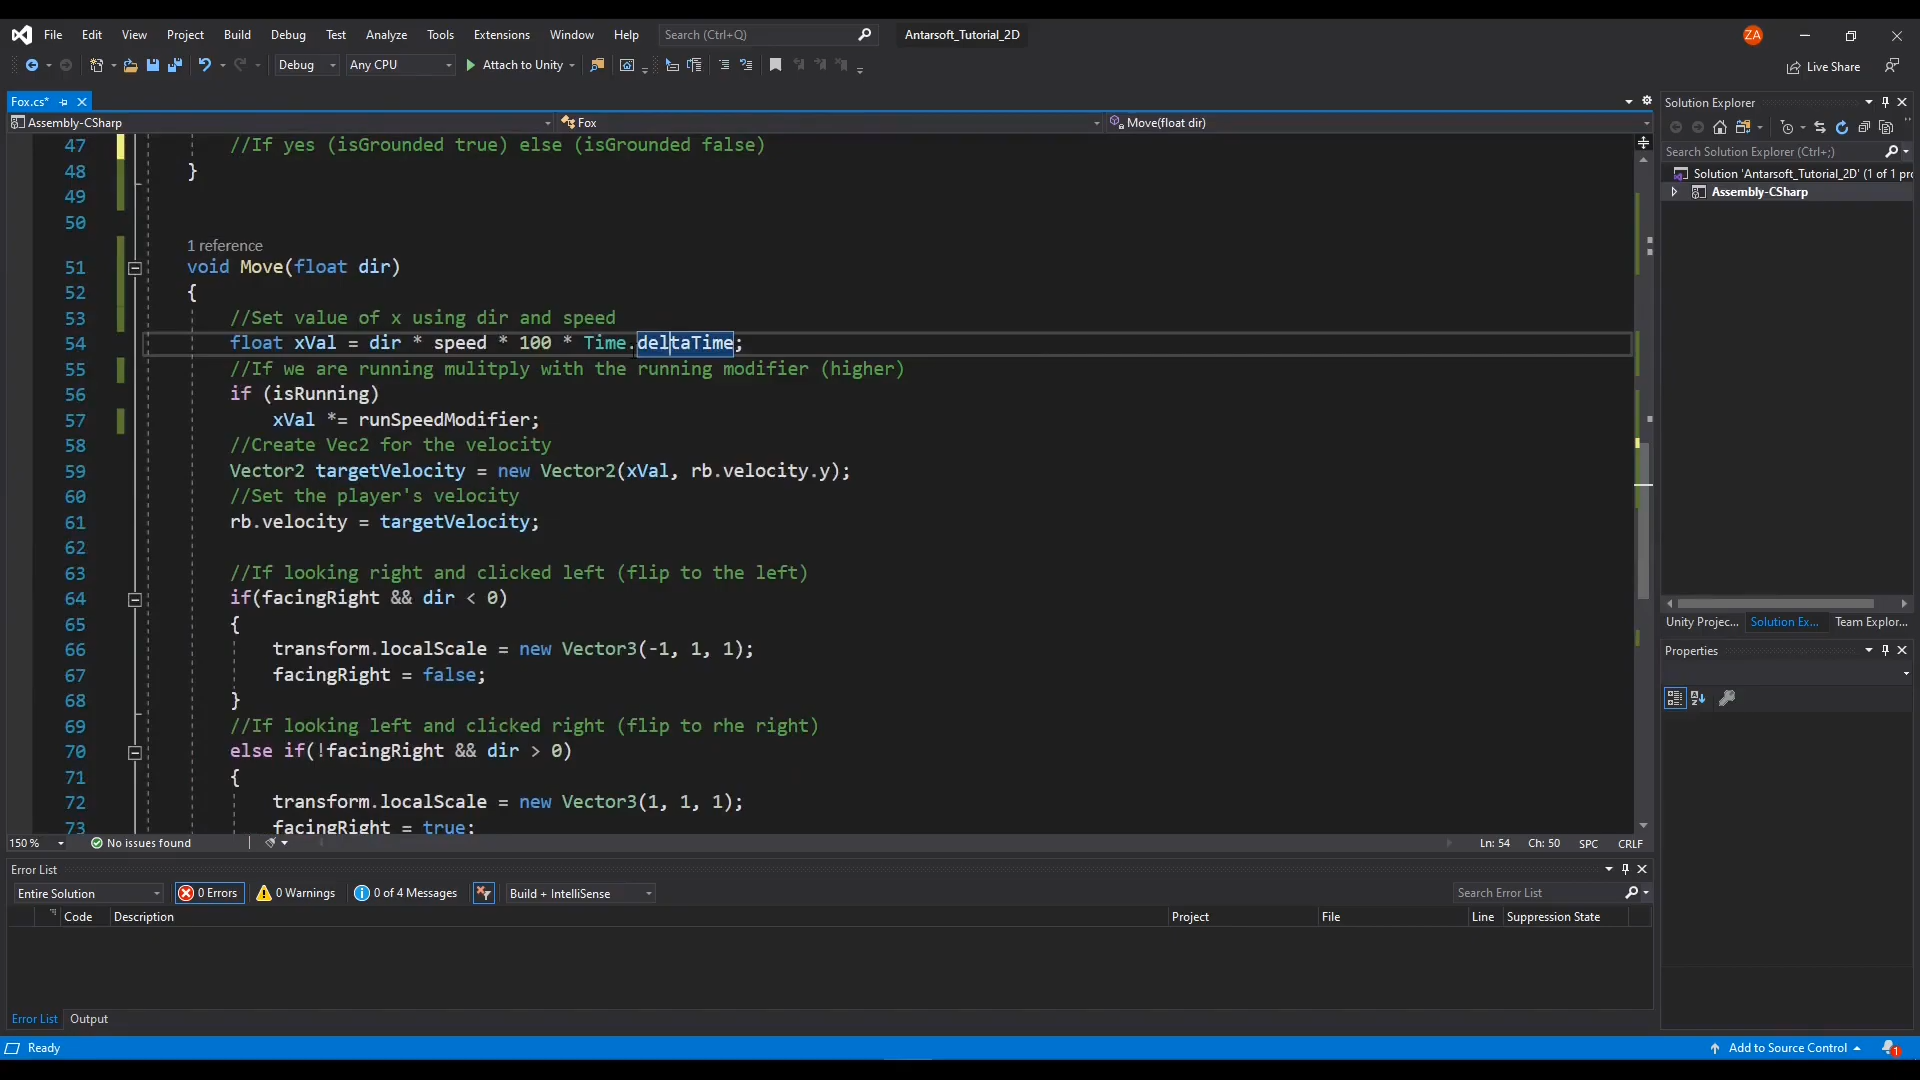 File Edit View Project Build Debug Test Analyze Tools Extensions Window Help Search (Ctrl+Q) Antarsoft_Tutorial_2D ZA
Debug Any CPU Attach to Unity Live Share
Fox.cs*
Assembly-CSharp Fox Move(float dir)
47 //If yes (isGrounded true) else (isGrounded false)
48 }
49
50
1 reference
51 void Move(float dir)
52 {
53 //Set value of x using dir and speed
54 float xVal = dir * speed * 100 * Time.deltaTime;
55 //If we are running mulitply with the running modifier (higher)
56 if (isRunning)
57 xVal *= runSpeedModifier;
58 //Create Vec2 for the velocity
59 Vector2 targetVelocity = new Vector2(xVal, rb.velocity.y);
60 //Set the player's velocity
61 rb.velocity = targetVelocity;
62
63 //If looking right and clicked left (flip to the left)
64 if(facingRight && dir < 0)
65 {
66 transform.localScale = new Vector3(-1, 1, 1);
67 facingRight = false;
68 }
69 //If looking left and clicked right (flip to rhe right)
70 else if(!facingRight && dir > 0)
71 {
72 transform.localScale = new Vector3(1, 1, 1);
73 facingRight = true;
150 % No issues found Ln: 54 Ch: 50 SPC CRLF
Error List
Entire Solution 0 Errors 0 Warnings 0 of 4 Messages Build + IntelliSense Search Error List
Code Description Project File Line Suppression State
Error List Output
Ready Add to Source Control 1
Solution Explorer
Search Solution Explorer (Ctrl+;)
Solution 'Antarsoft_Tutorial_2D' (1 of 1 pro
Assembly-CSharp
Unity Projec... Solution Ex... Team Explor...
Properties